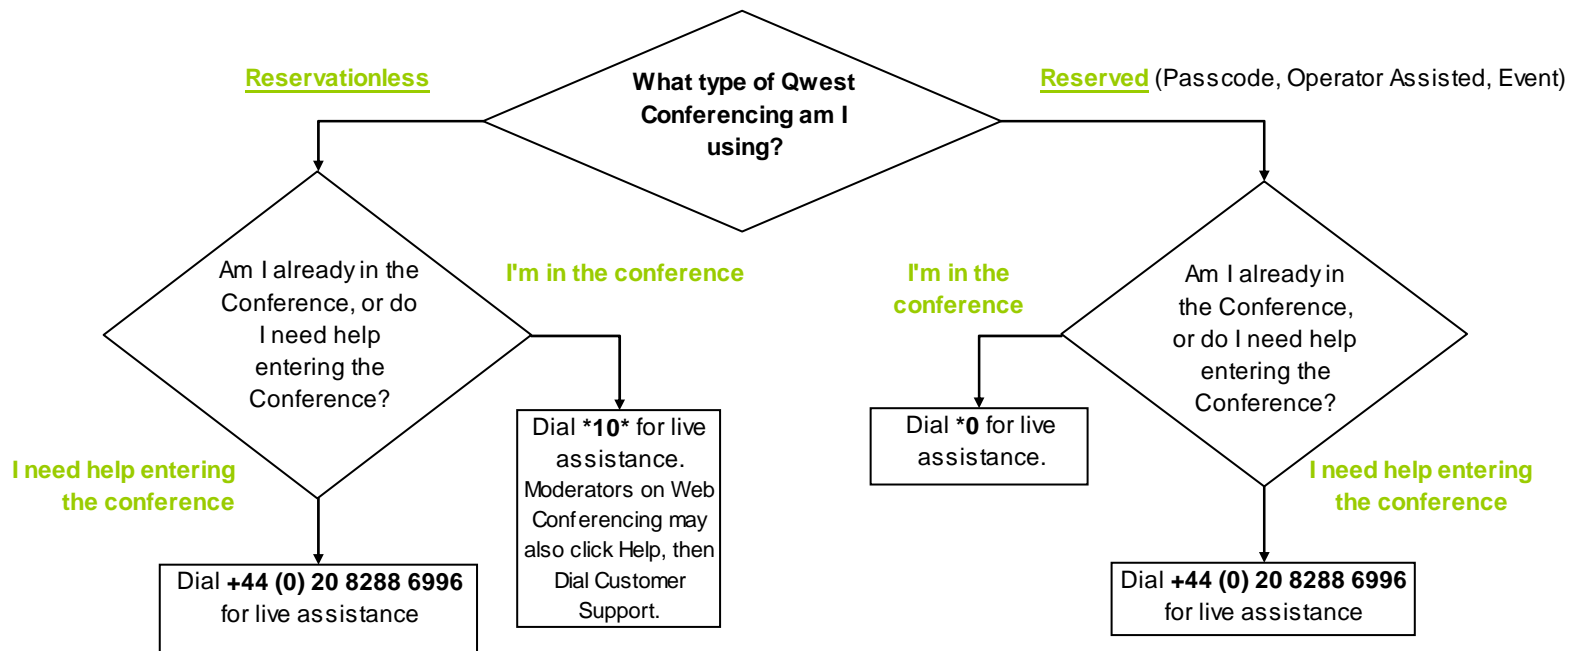 What type of Qwest
Conferencing am I
using?
Reservationless
Reserved (Passcode, Operator Assisted, Event)
Am I already in the
Conference, or do
I need help
entering the
Conference?
I'm in the conference
I'm in the
conference
Am I already in
the Conference,
or do I need help
entering the
Conference?
I need help entering
the conference
Dial *10* for live
assistance.
Moderators on Web
Conferencing may
also click Help, then
Dial Customer
Support.
Dial *0 for live
assistance.
I need help entering
the conference
Dial +44 (0) 20 8288 6996
for live assistance
Dial +44 (0) 20 8288 6996
for live assistance